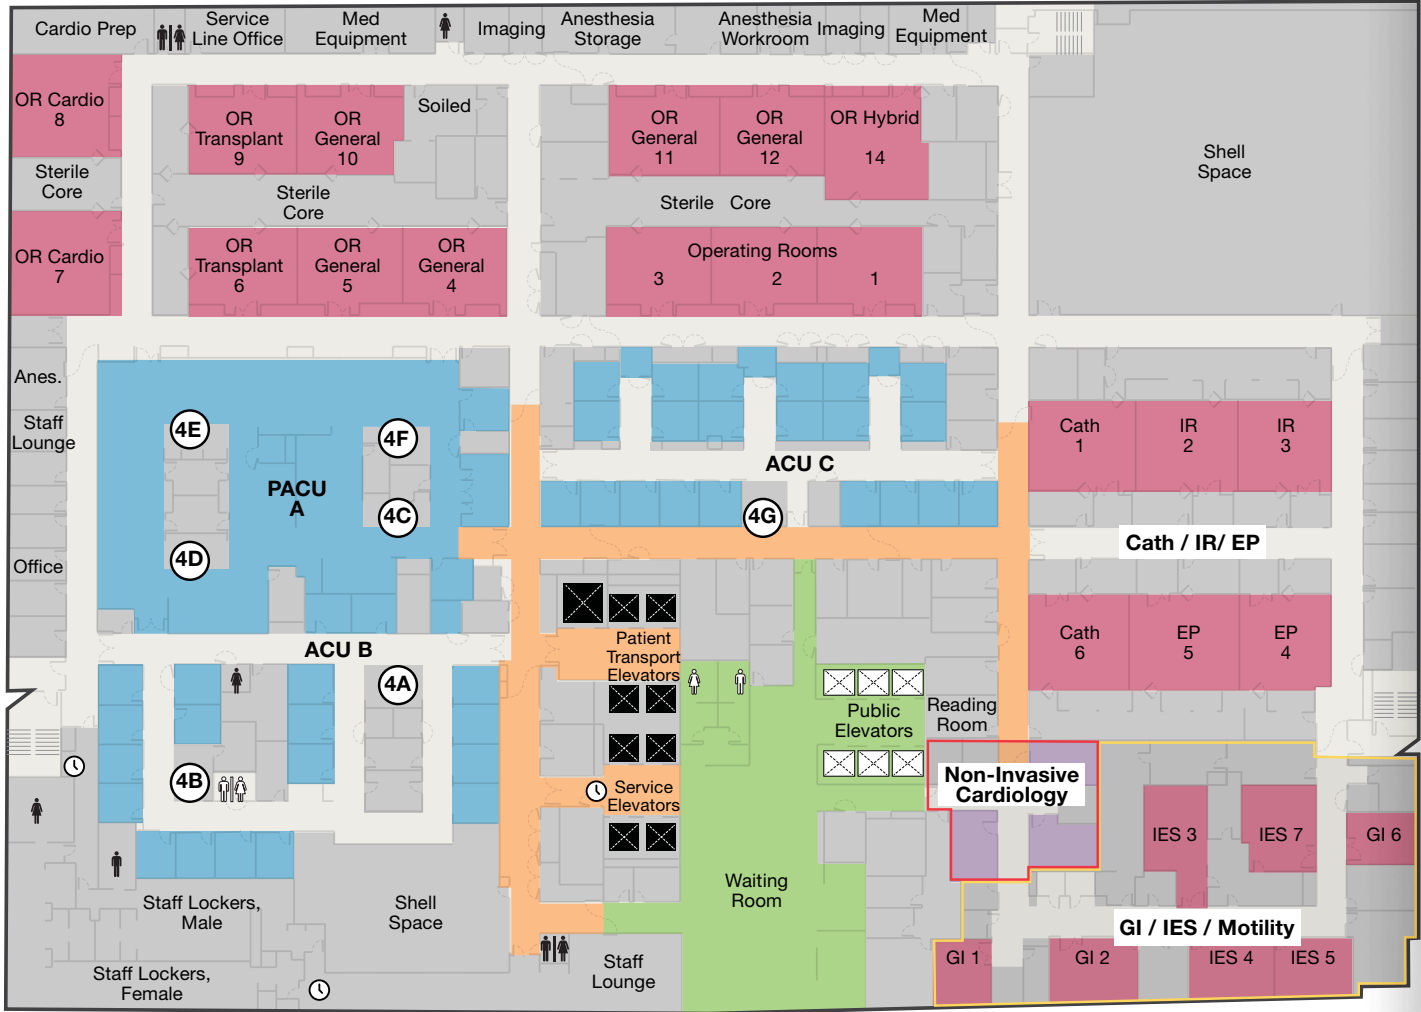 Cardio Prep
Service
Line Office
Med
Equipment
Imaging
Anesthesia
Storage
Anesthesia
Workroom
Imaging
Med
Equipment
OR Cardio
8
OR
Transplant
9
OR
General
10
Soiled
OR
General
11
OR
General
12
OR Hybrid
14
Shell
Space
Sterile
Core
Sterile
Core
Sterile Core
OR Cardio
7
OR
Transplant
6
OR
General
5
OR
General
4
Operating Rooms
3
2
1
Anes.
Staff
Lounge
Office
4E
4F
PACU
A
4C
4D
ACU C
4G
Cath
1
IR
2
IR
3
Cath / IR/ EP
Cath
6
EP
5
EP
4
ACU B
4A
4B
Patient
Transport
Elevators
Service
Elevators
Public
Elevators
Reading
Room
Non-Invasive
Cardiology
IES 3
IES 7
GI 6
GI / IES / Motility
GI 1
GI 2
IES 4
IES 5
Waiting
Room
Staff Lockers,
Male
Shell
Space
Staff Lockers,
Female
Staff
Lounge